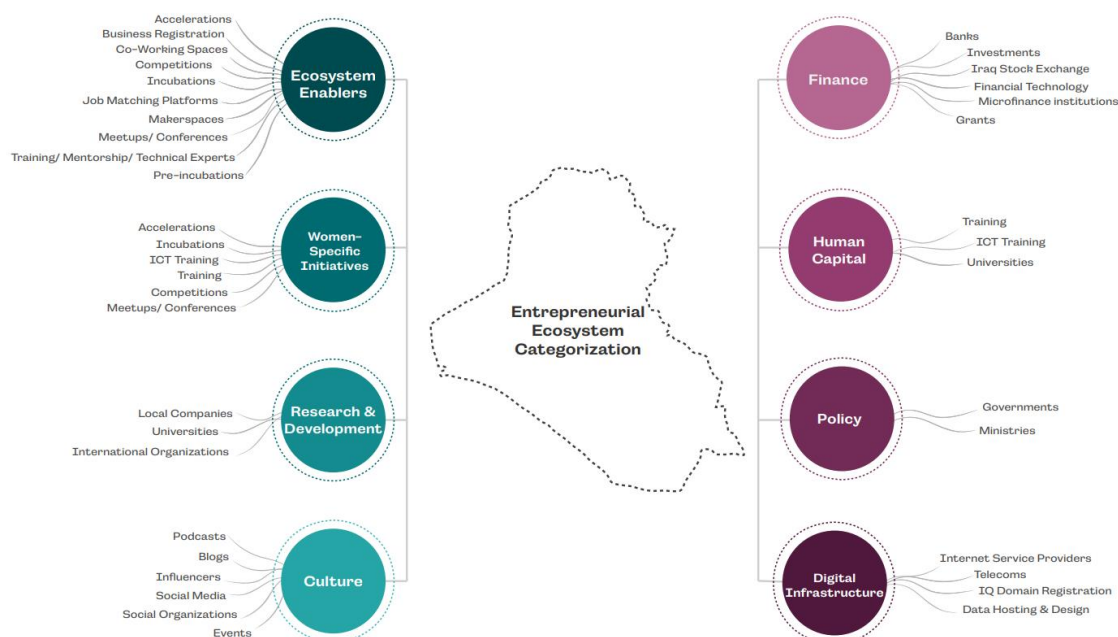 Accelerations
Business Registration
Co-Working Spaces
Competitions
Incubations
Job Matching Platforms
Makerspaces
Meetups/ Conferences
Training/ Mentorship/ Technical Experts
Pre-incubations
Ecosystem
Enablers
Accelerations
Incubations
ICT Training
Training
Competitions
Meetups/ Conferences
Women-
Specific
Initiatives
Local Companies
Universities
International Organizations
Research &
Development
Podcasts
Blogs
Influencers
Social Media
Social Organizations
Events
Culture
Entrepreneurial
Ecosystem
Categorization
Finance
Banks
Investments
Iraq Stock Exchange
Financial Technology
Microfinance institutions
Grants
Human
Capital
Training
ICT Training
Universities
Policy
Governments
Ministries
Digital
Infrastructure
Internet Service Providers
Telecoms
IQ Domain Registration
Data Hosting & Design